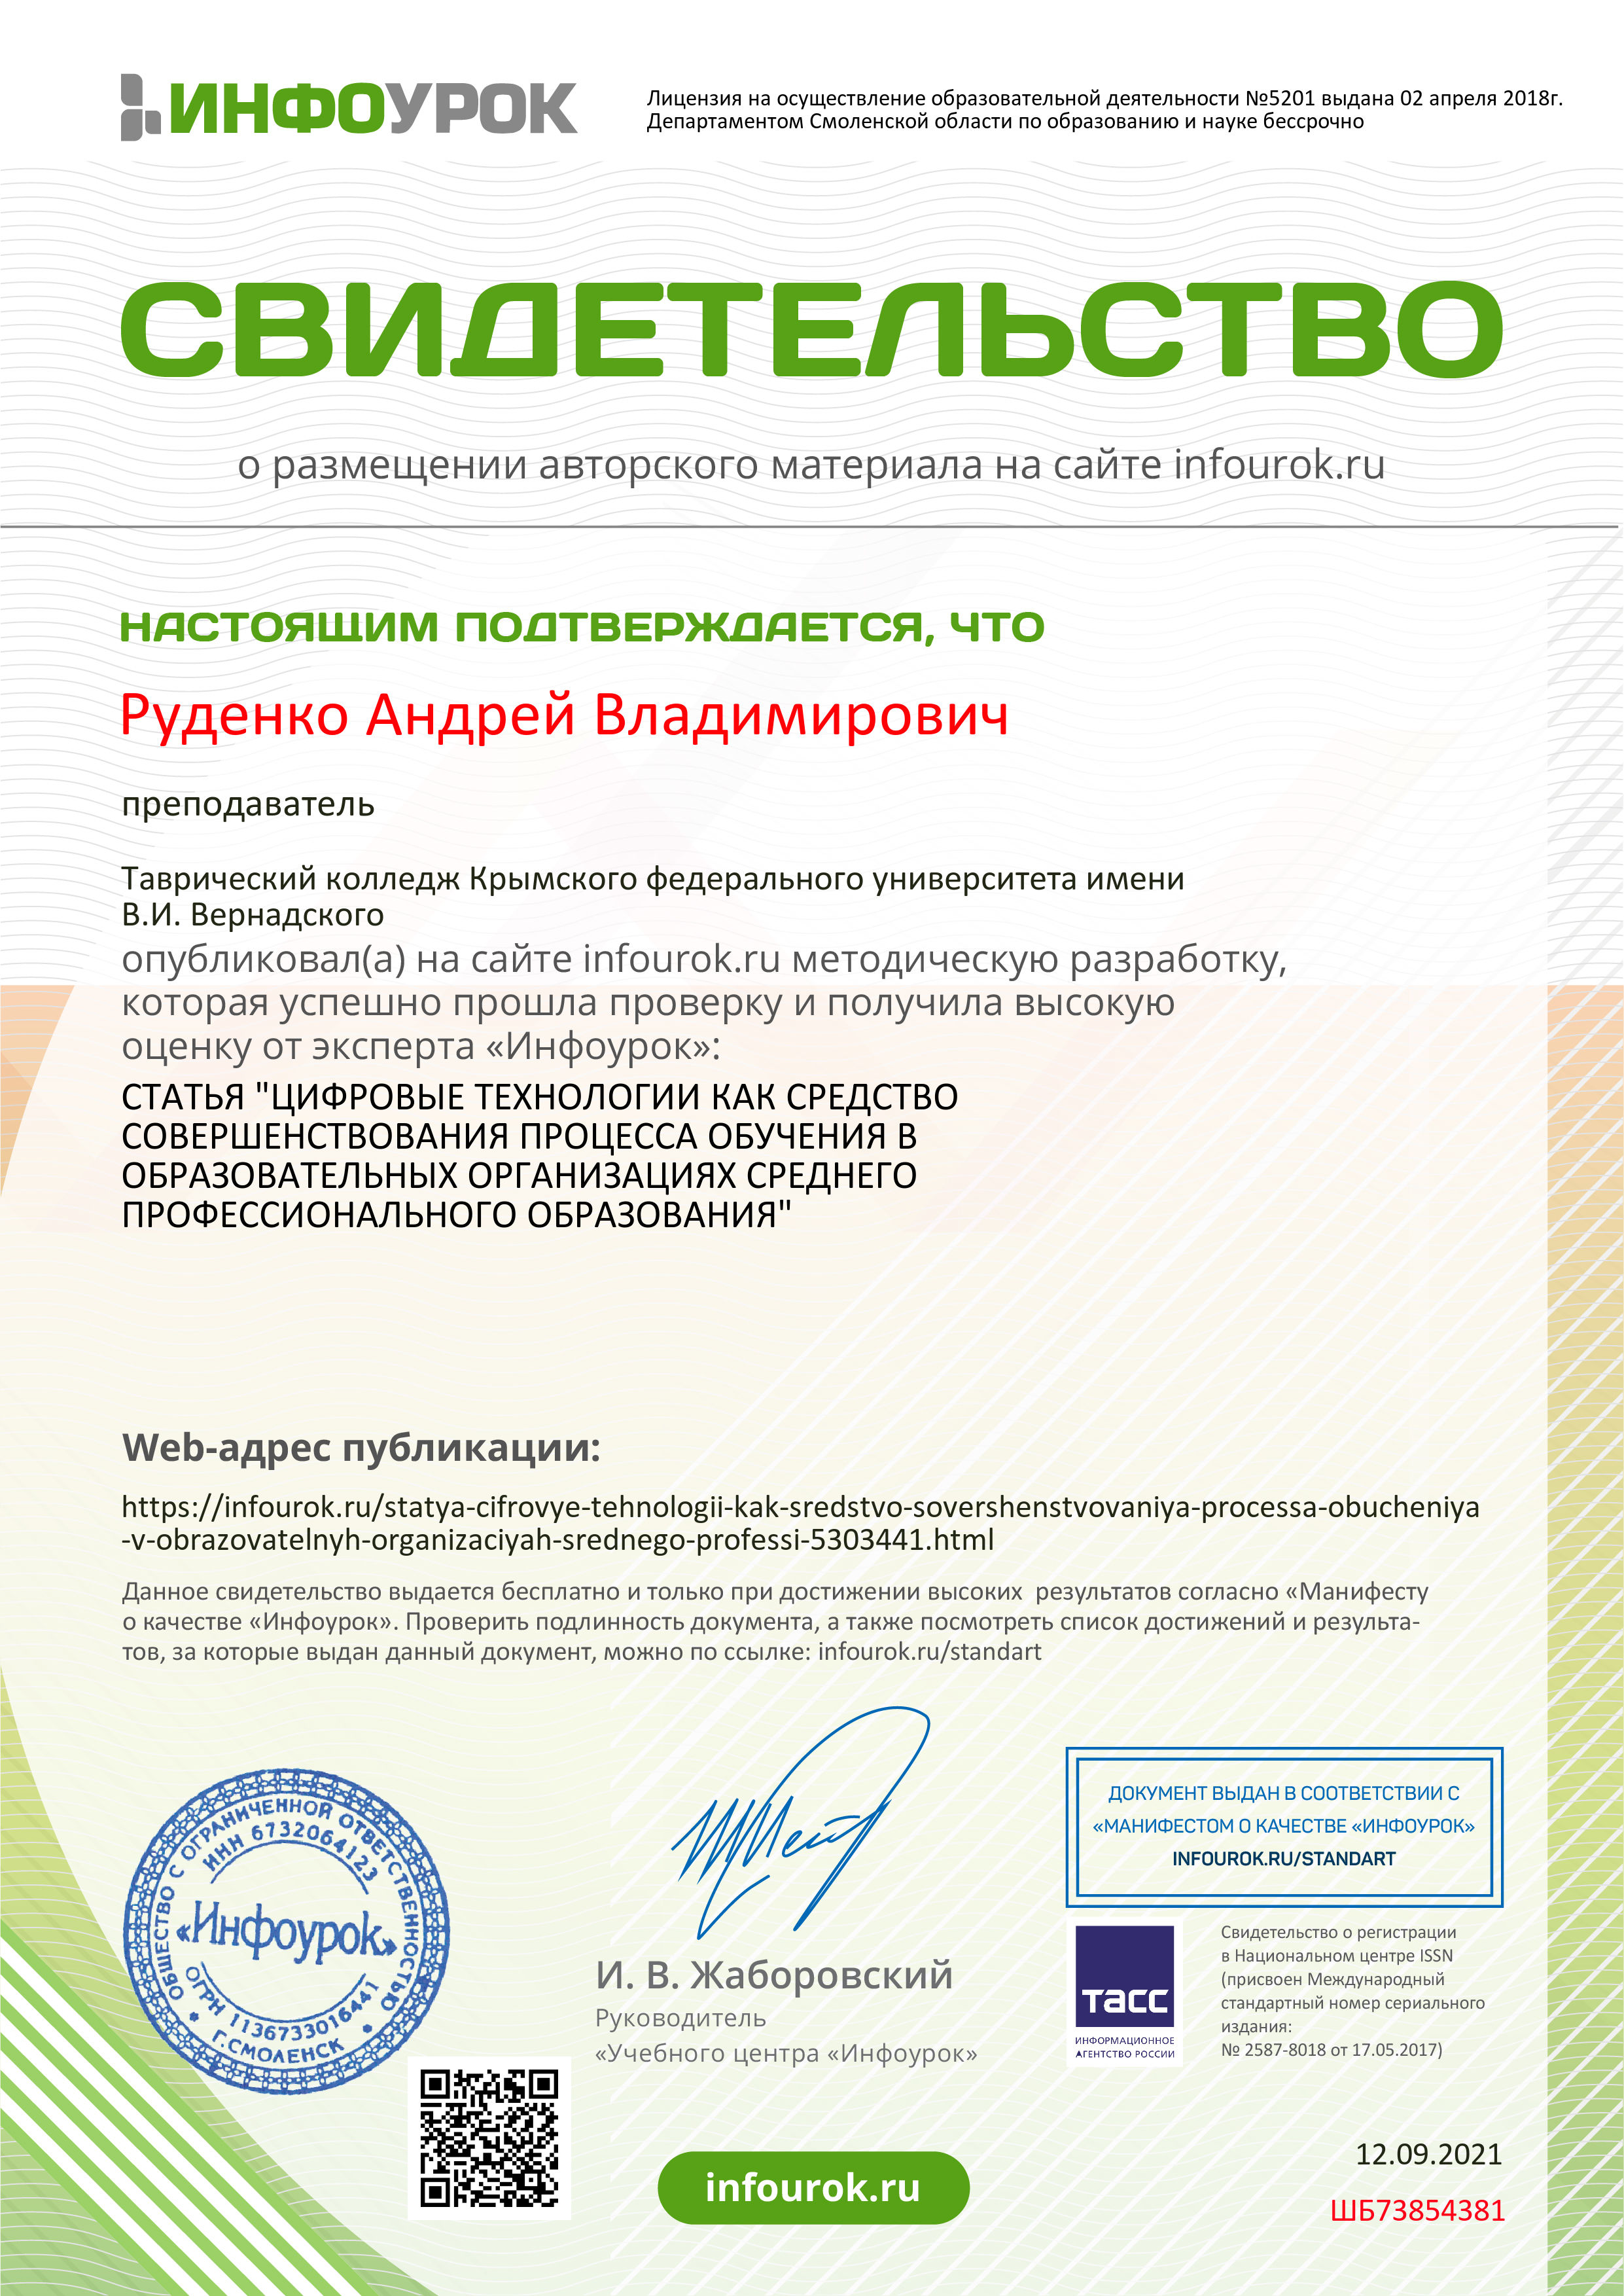 ИНФОУРОК
Лицензия на осуществление образовательной деятельности №5201 выдана 02 апреля 2018г.
Департаментом Смоленской области по образованию и науке бессрочно
СВИДЕТЕЛЬСТВО
о размещении авторского материала на сайте infourok.ru
НАСТОЯЩИМ ПОДТВЕРЖДАЕТСЯ, ЧТО
Руденко Андрей Владимирович
преподаватель
Таврический колледж Крымского федерального университета имени
В.И. Вернадского
опубликовал(а) на сайте infourok.ru методическую разработку,
которая успешно прошла проверку и получила высокую
оценку от эксперта «Инфоурок»:
СТАТЬЯ "ЦИФРОВЫЕ ТЕХНОЛОГИИ КАК СРЕДСТВО
СОВЕРШЕНСТВОВАНИЯ ПРОЦЕССА ОБУЧЕНИЯ В
ОБРАЗОВАТЕЛЬНЫХ ОРГАНИЗАЦИЯХ СРЕДНЕГО
ПРОФЕССИОНАЛЬНОГО ОБРАЗОВАНИЯ"
Web-адрес публикации:
https://infourok.ru/statya-cifrovye-tehnologii-kak-sredstvo-sovershenstvovaniya-processa-obucheniya
-v-obrazovatelnyh-organizaciyah-srednego-professi-5303441.html
Данное свидетельство выдается бесплатно и только при достижении высоких результатов согласно «Манифесту
о качестве «Инфоурок». Проверить подлинность документа, а также посмотреть список достижений и результа-
тов, за которые выдан данный документ, можно по ссылке: infourok.ru/standart
ОБЩЕСТВО С ОГРАНИЧЕННОЙ ОТВЕТСТВЕННОСТЬЮ
ИНН 6732064123
«Инфоурок»
ОГРН 1136733016441
Г.СМОЛЕНСК
И. В. Жаборовский
Руководитель
«Учебного центра «Инфоурок»
ДОКУМЕНТ ВЫДАН В СООТВЕТСТВИИ С
«МАНИФЕСТОМ О КАЧЕСТВЕ «ИНФОУРОК»
INFOUROK.RU/STANDART
ТАСС
ИНФОРМАЦИОННОЕ
АГЕНТСТВО РОССИИ
Свидетельство о регистрации
в Национальном центре ISSN
(присвоен Международный
стандартный номер сериального
издания:
№ 2587-8018 от 17.05.2017)
infourok.ru
12.09.2021
ШБ73854381